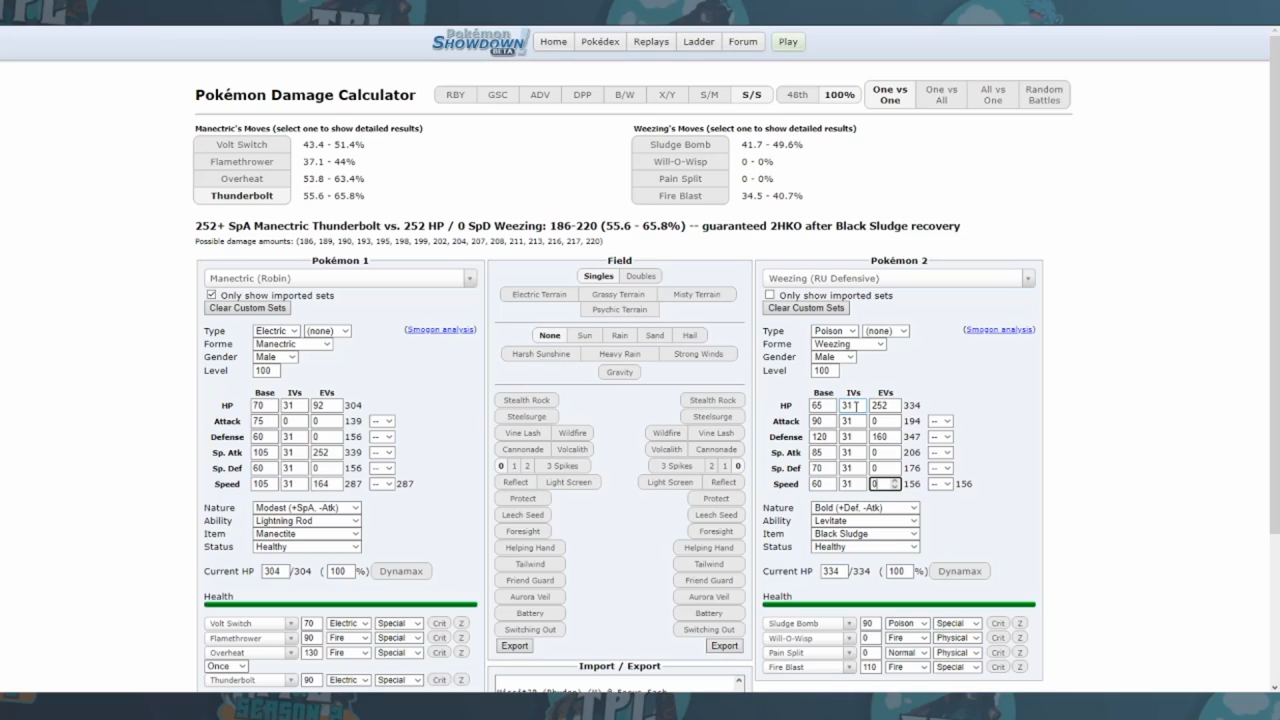 TPL
Pokémon
SHOWDOWN!
BETA
Home Pokédex Replays Ladder Forum Play
Pokémon Damage Calculator
RBY GSC ADV DPP B/W X/Y S/M S/S
48th 100%
One vs One
One vs All
All vs One
Random Battles
Manectric's Moves (select one to show detailed results)
Volt Switch 43.4 - 51.4%
Flamethrower 37.1 - 44%
Overheat 53.8 - 63.4%
Thunderbolt 55.6 - 65.8%
Weezing's Moves (select one to show detailed results)
Sludge Bomb 41.7 - 49.6%
Will-O-Wisp 0 - 0%
Pain Split 0 - 0%
Fire Blast 34.5 - 40.7%
252+ SpA Manectric Thunderbolt vs. 252 HP / 0 SpD Weezing: 186-220 (55.6 - 65.8%) -- guaranteed 2HKO after Black Sludge recovery
Possible damage amounts: (186, 189, 190, 193, 195, 198, 199, 202, 204, 207, 208, 211, 213, 216, 217, 220)
Pokémon 1
Manectric (Robin)
Only show imported sets
Clear Custom Sets
Type Electric (none) (Smogon analysis)
Forme Manectric
Gender Male
Level 100
Base IVs EVs
HP 70 31 92 304
Attack 75 0 0 139 --
Defense 60 31 0 156 --
Sp. Atk 105 31 252 339 --
Sp. Def 60 31 0 156 --
Speed 105 31 164 287 -- 287
Nature Modest (+SpA, -Atk)
Ability Lightning Rod
Item Manectite
Status Healthy
Current HP 304 /304 ( 100 %) Dynamax
Health
Volt Switch 70 Electric Special Crit Z
Flamethrower 90 Fire Special Crit Z
Overheat 130 Fire Special Crit Z
Once
Thunderbolt 90 Electric Special Crit Z
Field
Singles Doubles
Electric Terrain Grassy Terrain Misty Terrain
Psychic Terrain
None Sun Rain Sand Hail
Harsh Sunshine Heavy Rain Strong Winds
Gravity
Stealth Rock Stealth Rock
Steelsurge Steelsurge
Vine Lash Wildfire Wildfire Vine Lash
Cannonade Volcalith Volcalith Cannonade
0 1 2 3 Spikes 3 Spikes 2 1 0
Reflect Light Screen Light Screen Reflect
Protect Protect
Leech Seed Leech Seed
Foresight Foresight
Helping Hand Helping Hand
Tailwind Tailwind
Friend Guard Friend Guard
Aurora Veil Aurora Veil
Battery Battery
Switching Out Switching Out
Export Export
Import / Export
Pokémon 2
Weezing (RU Defensive)
Only show imported sets
Clear Custom Sets
Type Poison (none) (Smogon analysis)
Forme Weezing
Gender Male
Level 100
Base IVs EVs
HP 65 31 252 334
Attack 90 31 0 194 --
Defense 120 31 160 347 --
Sp. Atk 85 31 0 206 --
Sp. Def 70 31 0 176 --
Speed 60 31 0 156 -- 156
Nature Bold (+Def, -Atk)
Ability Levitate
Item Black Sludge
Status Healthy
Current HP 334 /334 ( 100 %) Dynamax
Health
Sludge Bomb 90 Poison Special Crit Z
Will-O-Wisp 0 Fire Physical Crit Z
Pain Split 0 Normal Physical Crit Z
Fire Blast 110 Fire Special Crit Z
SEASON
TPL